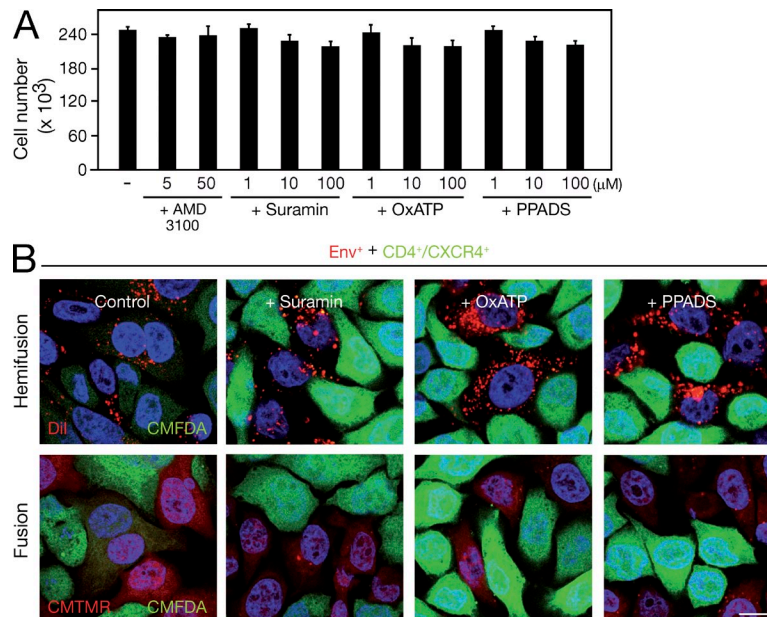 A
Cell number
(x 10³)
240
180
120
60
0
– 5 50 1 10 100 1 10 100 1 10 100 (μM)
+ AMD 3100 + Suramin + OxATP + PPADS
B
Env⁺ + CD4⁺/CXCR4⁺
Hemifusion
Control + Suramin + OxATP + PPADS
DiI CMFDA
Fusion
CMTMR CMFDA